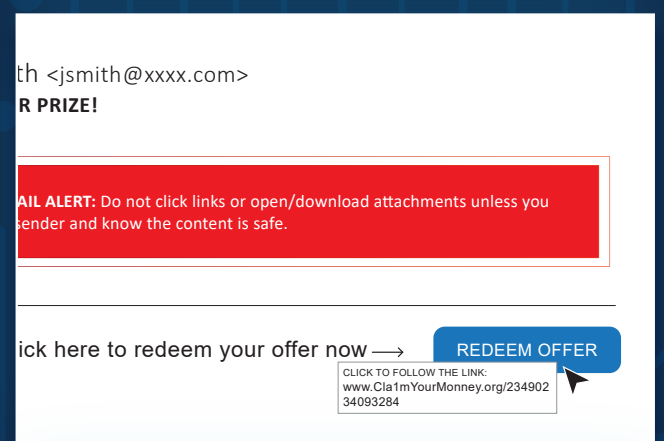 th <jsmith@xxxx.com>
R PRIZE!
AIL ALERT: Do not click links or open/download attachments unless you
sender and know the content is safe.
ick here to redeem your offer now
REDEEM OFFER
CLICK TO FOLLOW THE LINK:
www.Cla1mYourMonney.org/234902
34093284